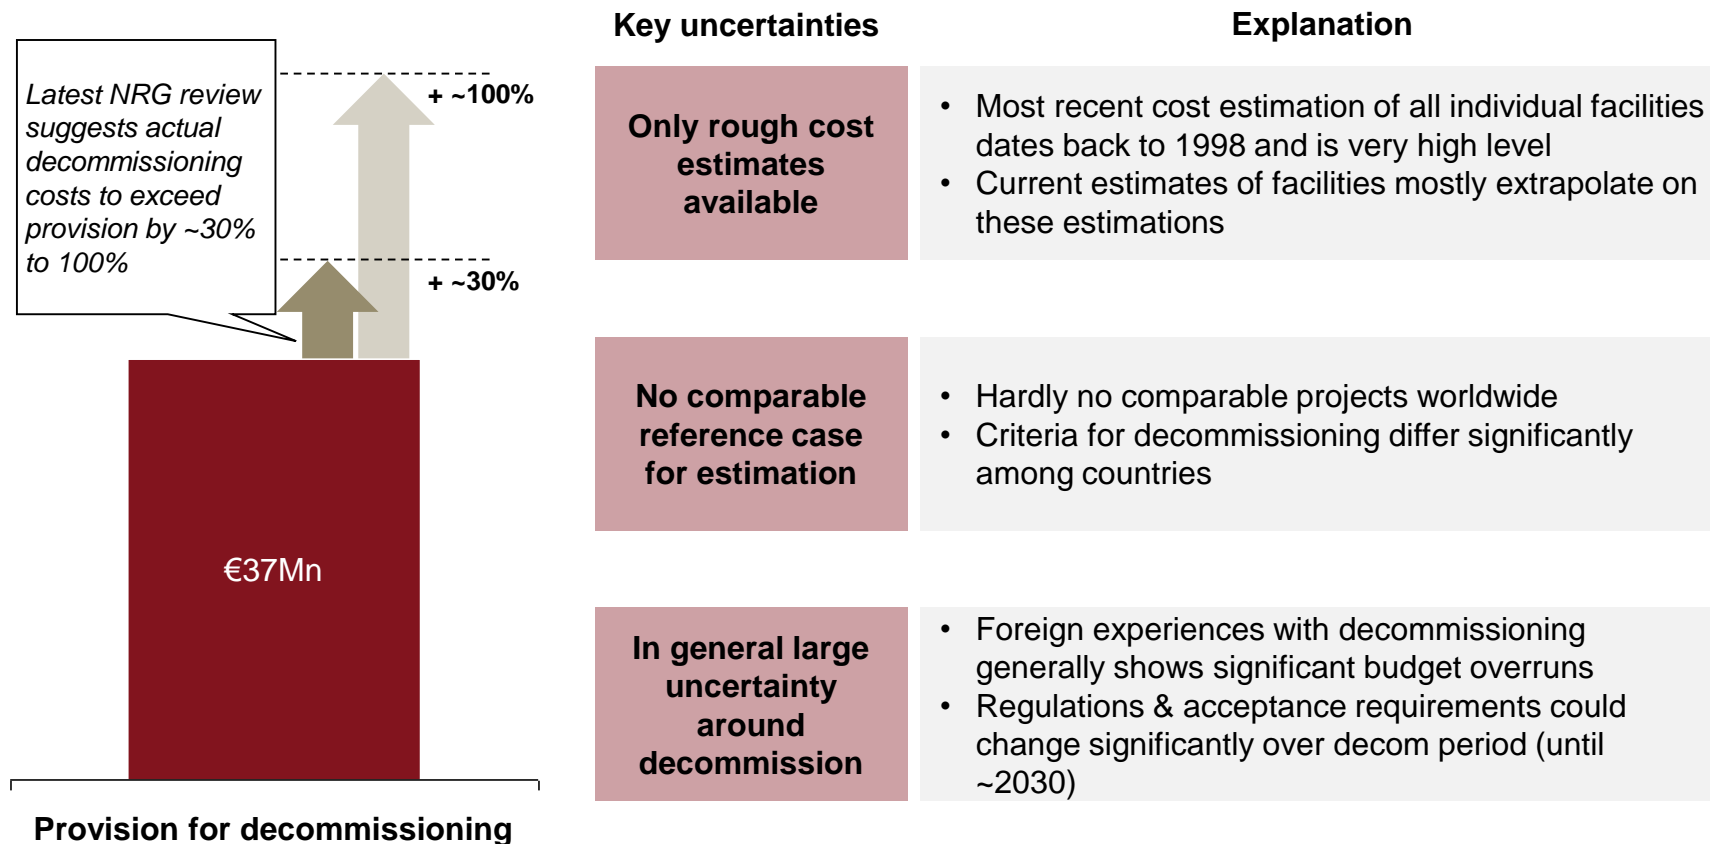 Key uncertainties
Explanation
Latest NRG review
suggests actual
decommissioning
costs to exceed
provision by ~30%
to 100%
+ ~100%
+ ~30%
€37Mn
Provision for decommissioning
Only rough cost
estimates
available
• Most recent cost estimation of all individual facilities
dates back to 1998 and is very high level
• Current estimates of facilities mostly extrapolate on
these estimations
No comparable
reference case
for estimation
• Hardly no comparable projects worldwide
• Criteria for decommissioning differ significantly
among countries
In general large
uncertainty
around
decommission
• Foreign experiences with decommissioning
generally shows significant budget overruns
• Regulations & acceptance requirements could
change significantly over decom period (until
~2030)